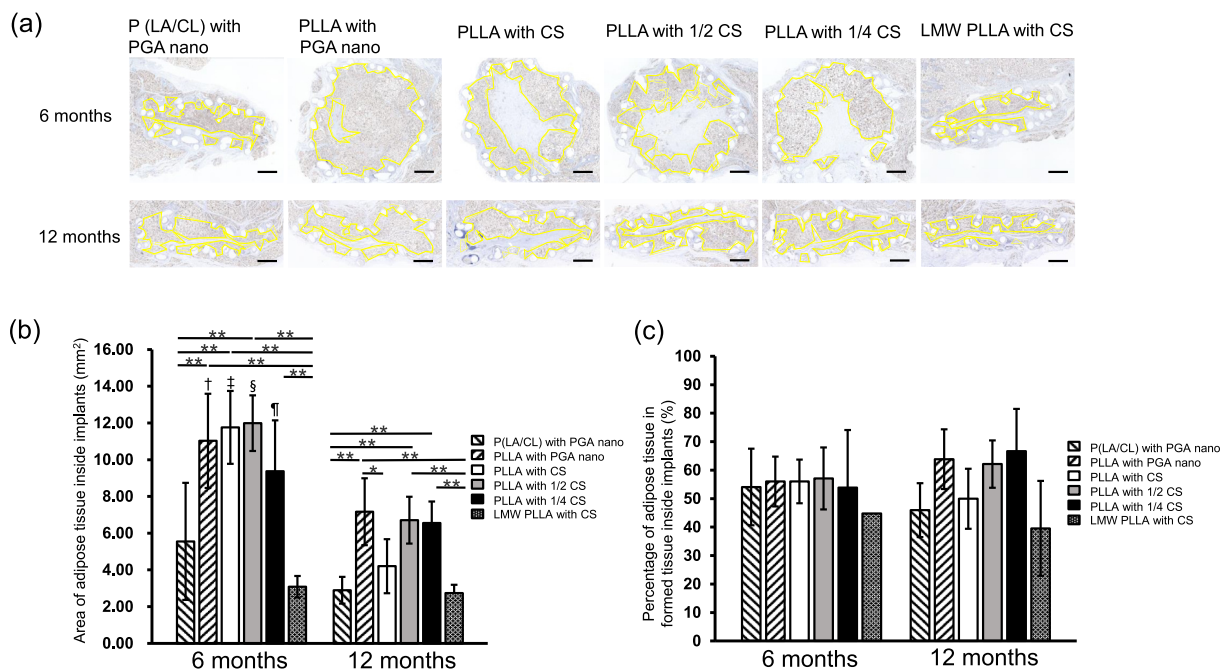 (a)
P (LA/CL) with
PGA nano
PLLA with
PGA nano
PLLA with CS
PLLA with 1/2 CS
PLLA with 1/4 CS
LMW PLLA with CS
6 months
12 months
(b)
Area of adipose tissue inside implants (mm²)
16.00
14.00
12.00
10.00
8.00
6.00
4.00
2.00
0.00
** **
** **
** **
**
† ‡ § ¶
**
**
** **
* **
**
6 months 12 months
P(LA/CL) with PGA nano
PLLA with PGA nano
PLLA with CS
PLLA with 1/2 CS
PLLA with 1/4 CS
LMW PLLA with CS
(c)
Percentage of adipose tissue in
formed tissue inside implants (%)
100
90
80
70
60
50
40
30
20
10
0
6 months 12 months
P(LA/CL) with PGA nano
PLLA with PGA nano
PLLA with CS
PLLA with 1/2 CS
PLLA with 1/4 CS
LMW PLLA with CS